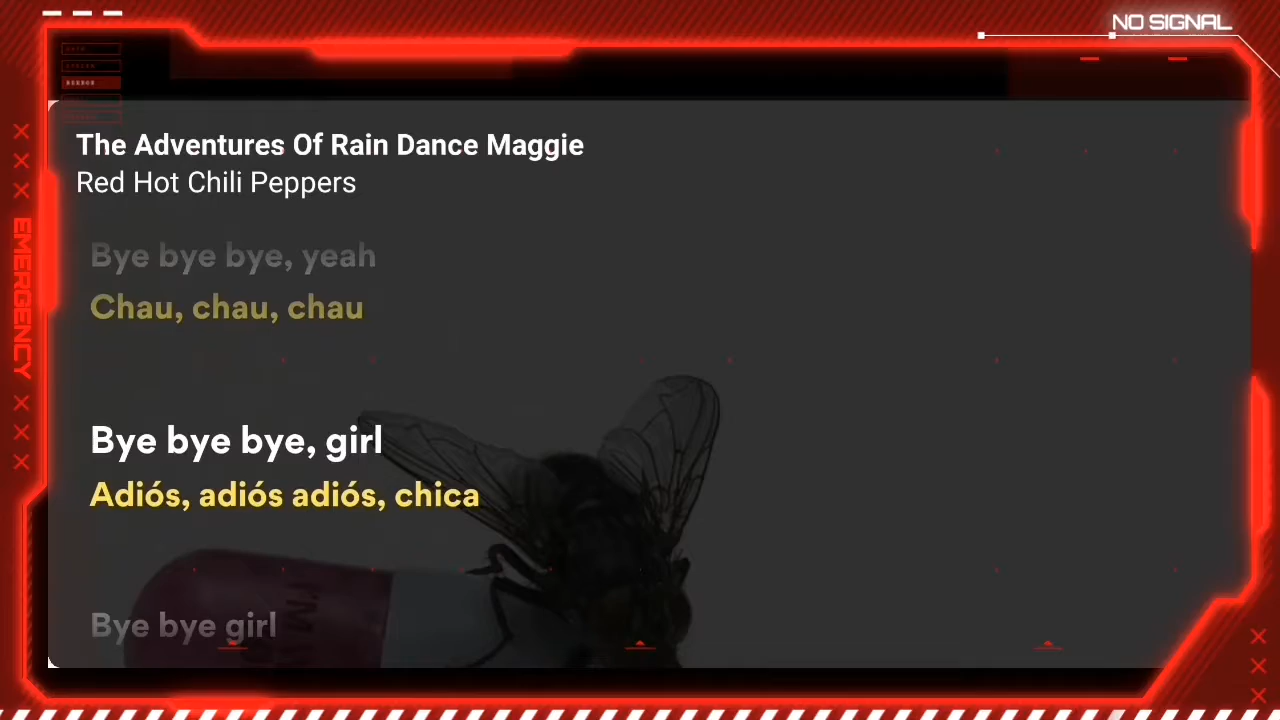 NO SIGNAL
ERROR
The Adventures Of Rain Dance Maggie
Red Hot Chili Peppers
EMERGENCY
Bye bye bye, yeah
Chau, chau, chau
Bye bye bye, girl
Adiós, adiós adiós, chica
I'M W
Bye bye girl